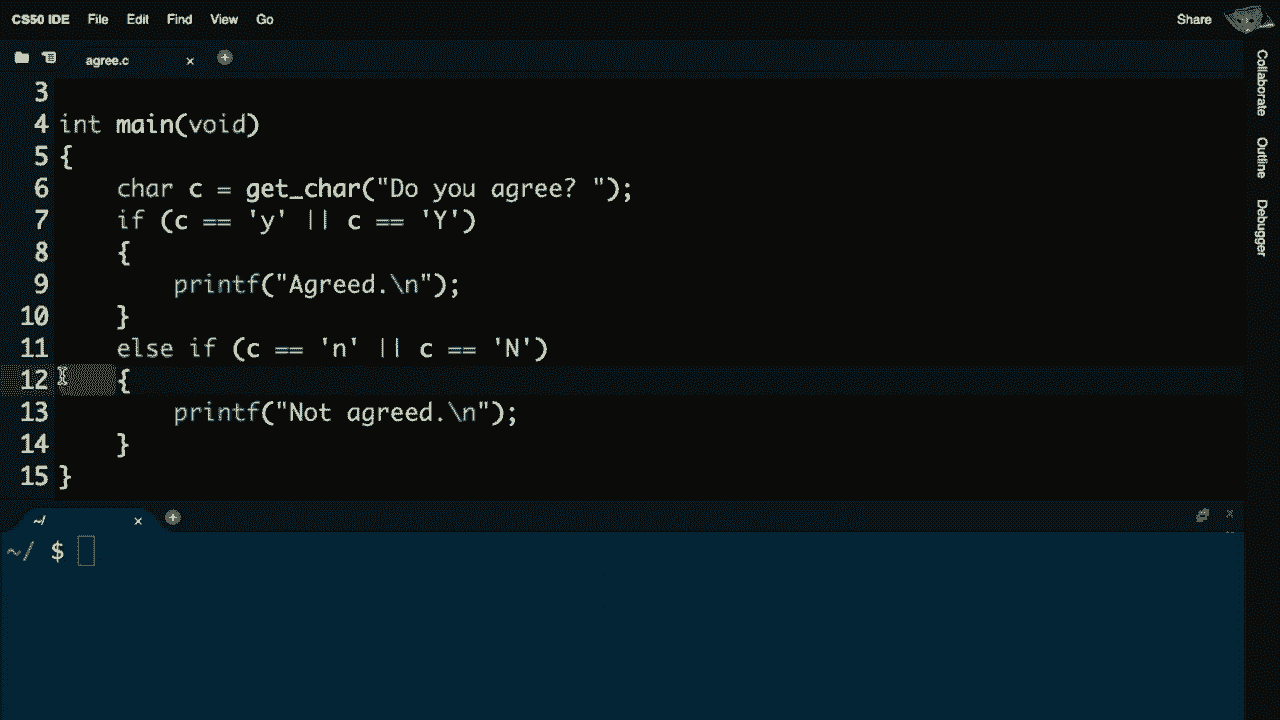 CS50 IDE File Edit Find View Go Share
agree.c x +
3
4 int main(void)
5 {
6     char c = get_char("Do you agree? ");
7     if (c == 'y' || c == 'Y')
8     {
9         printf("Agreed.\n");
10     }
11     else if (c == 'n' || c == 'N')
12     {
13         printf("Not agreed.\n");
14     }
15 }
~/ x +
~/ $
Collaborate
Outline
Debugger